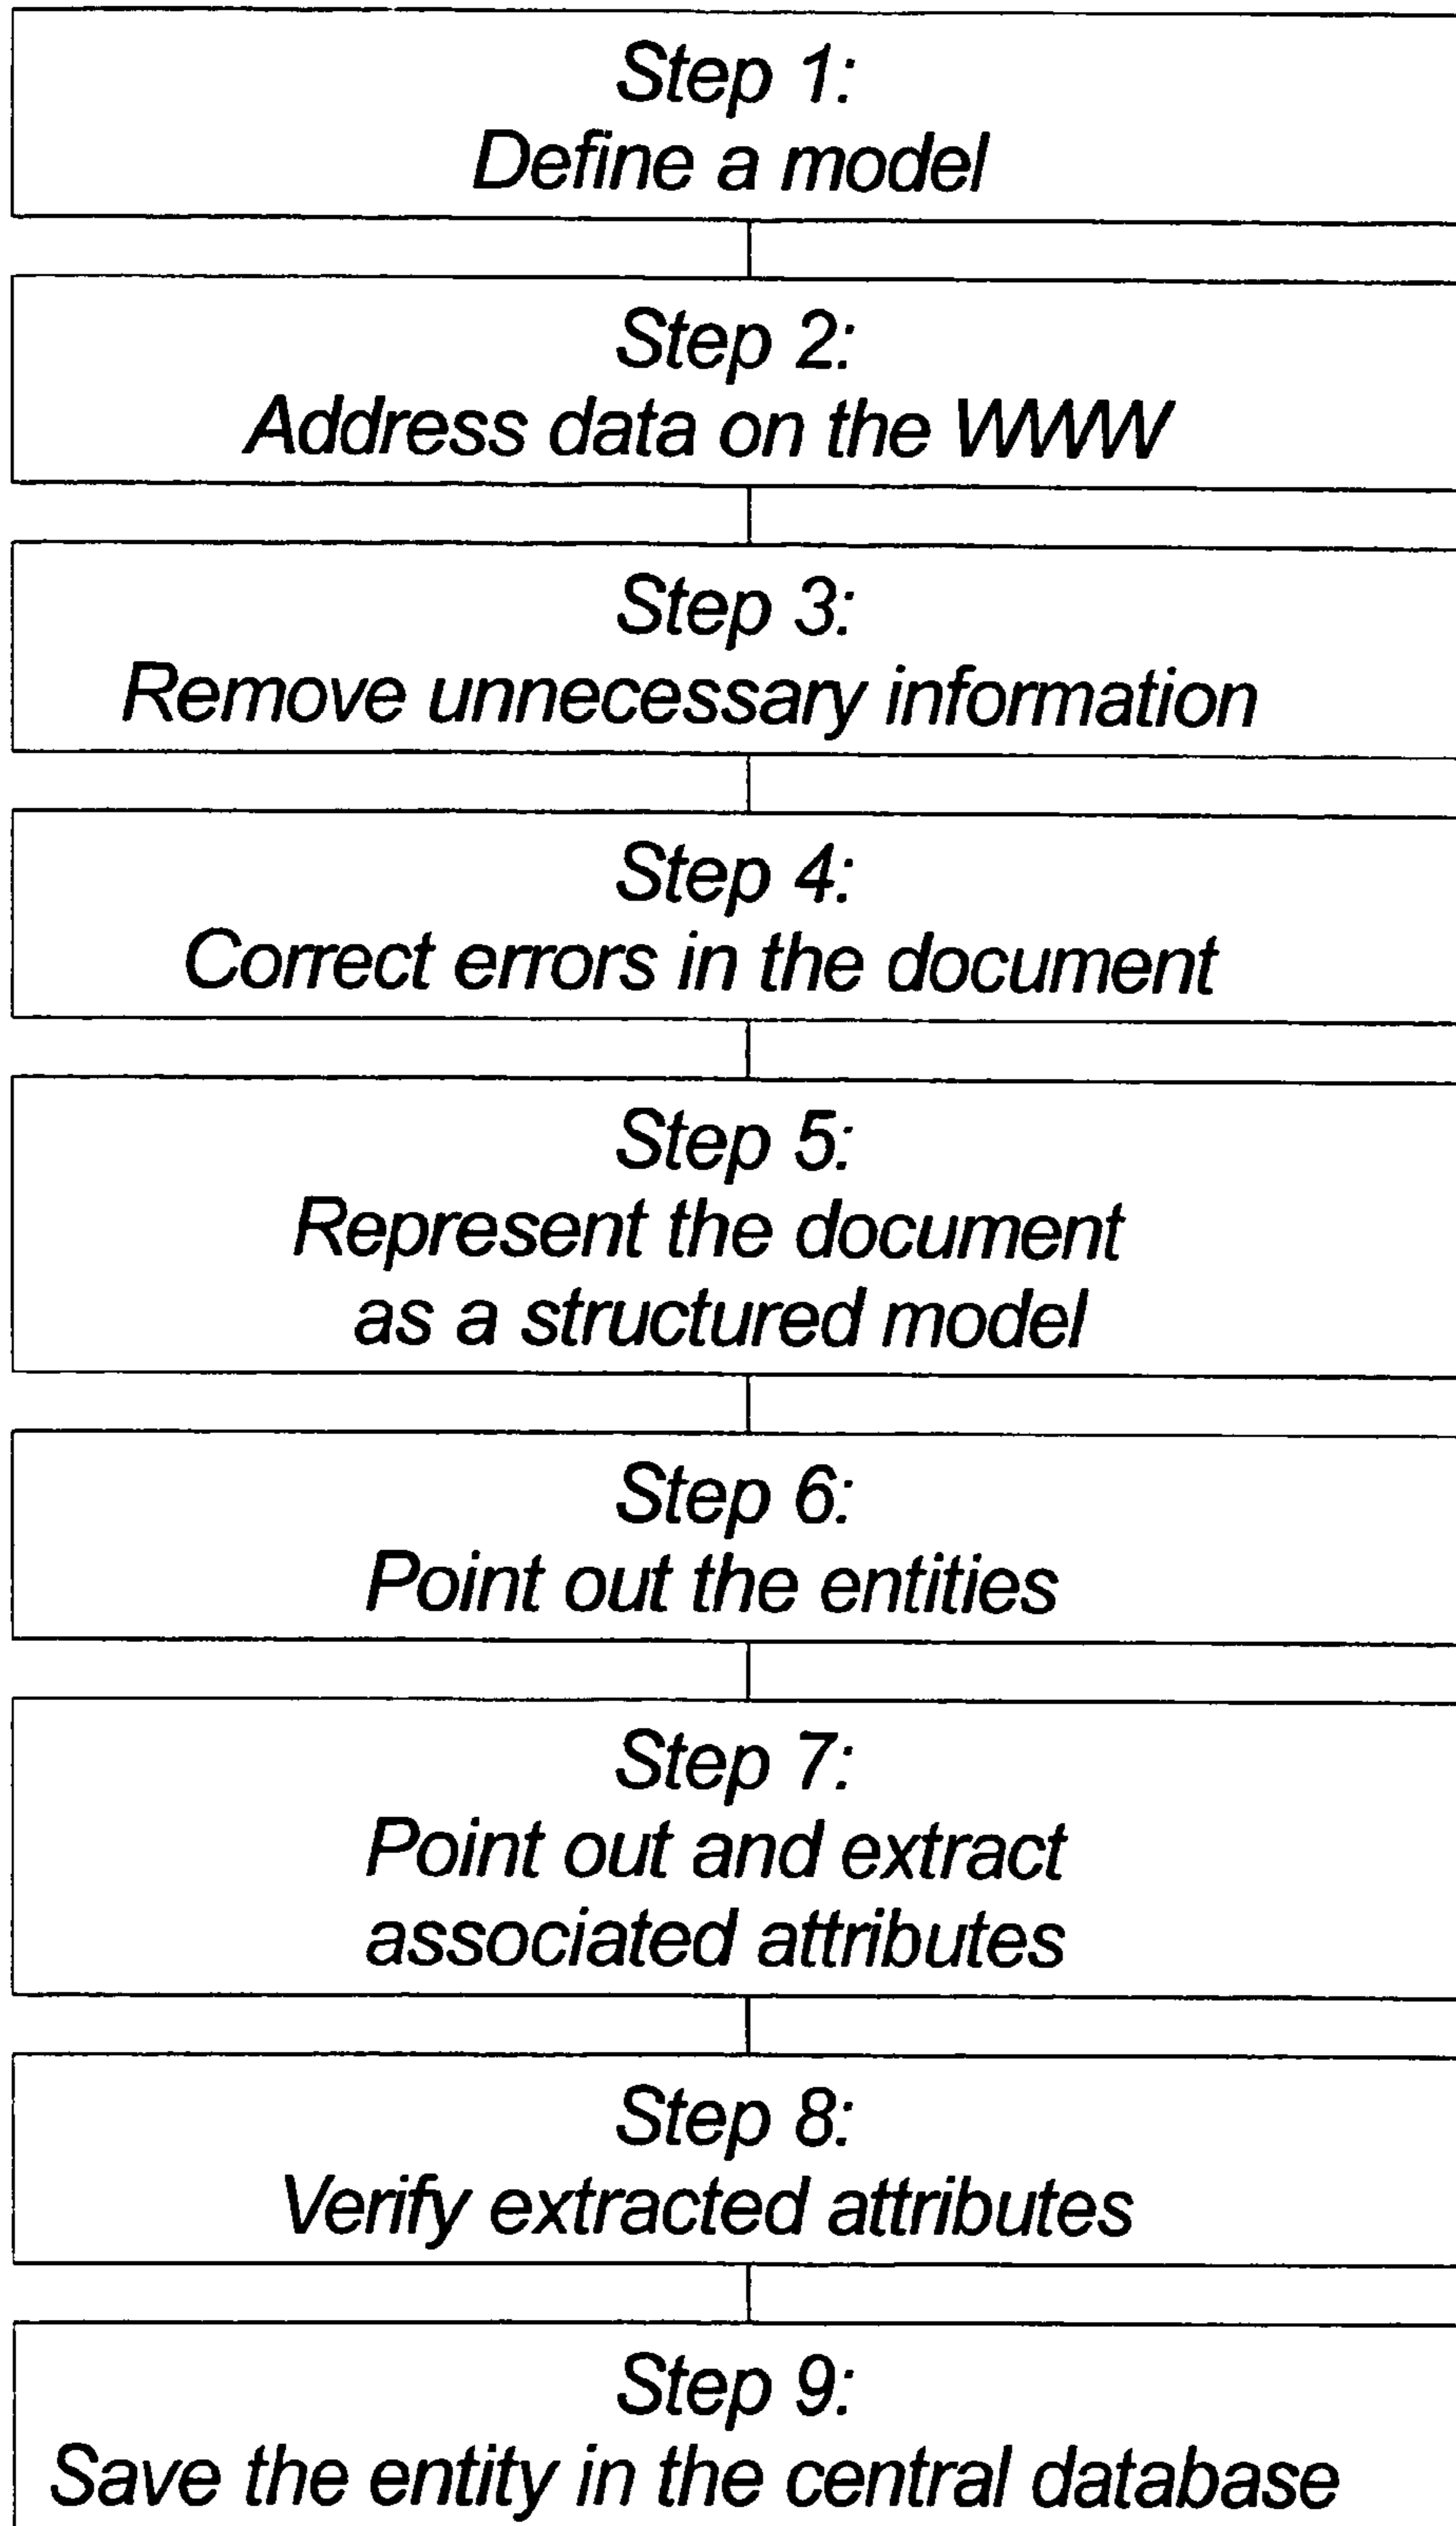 Step 1:
Define a model
Step 2:
Address data on the WWW
Step 3:
Remove unnecessary information
Step 4:
Correct errors in the document
Step 5:
Represent the document
as a structured model
Step 6:
Point out the entities
Step 7:
Point out and extract
associated attributes
Step 8:
Verify extracted attributes
Step 9:
Save the entity in the central database